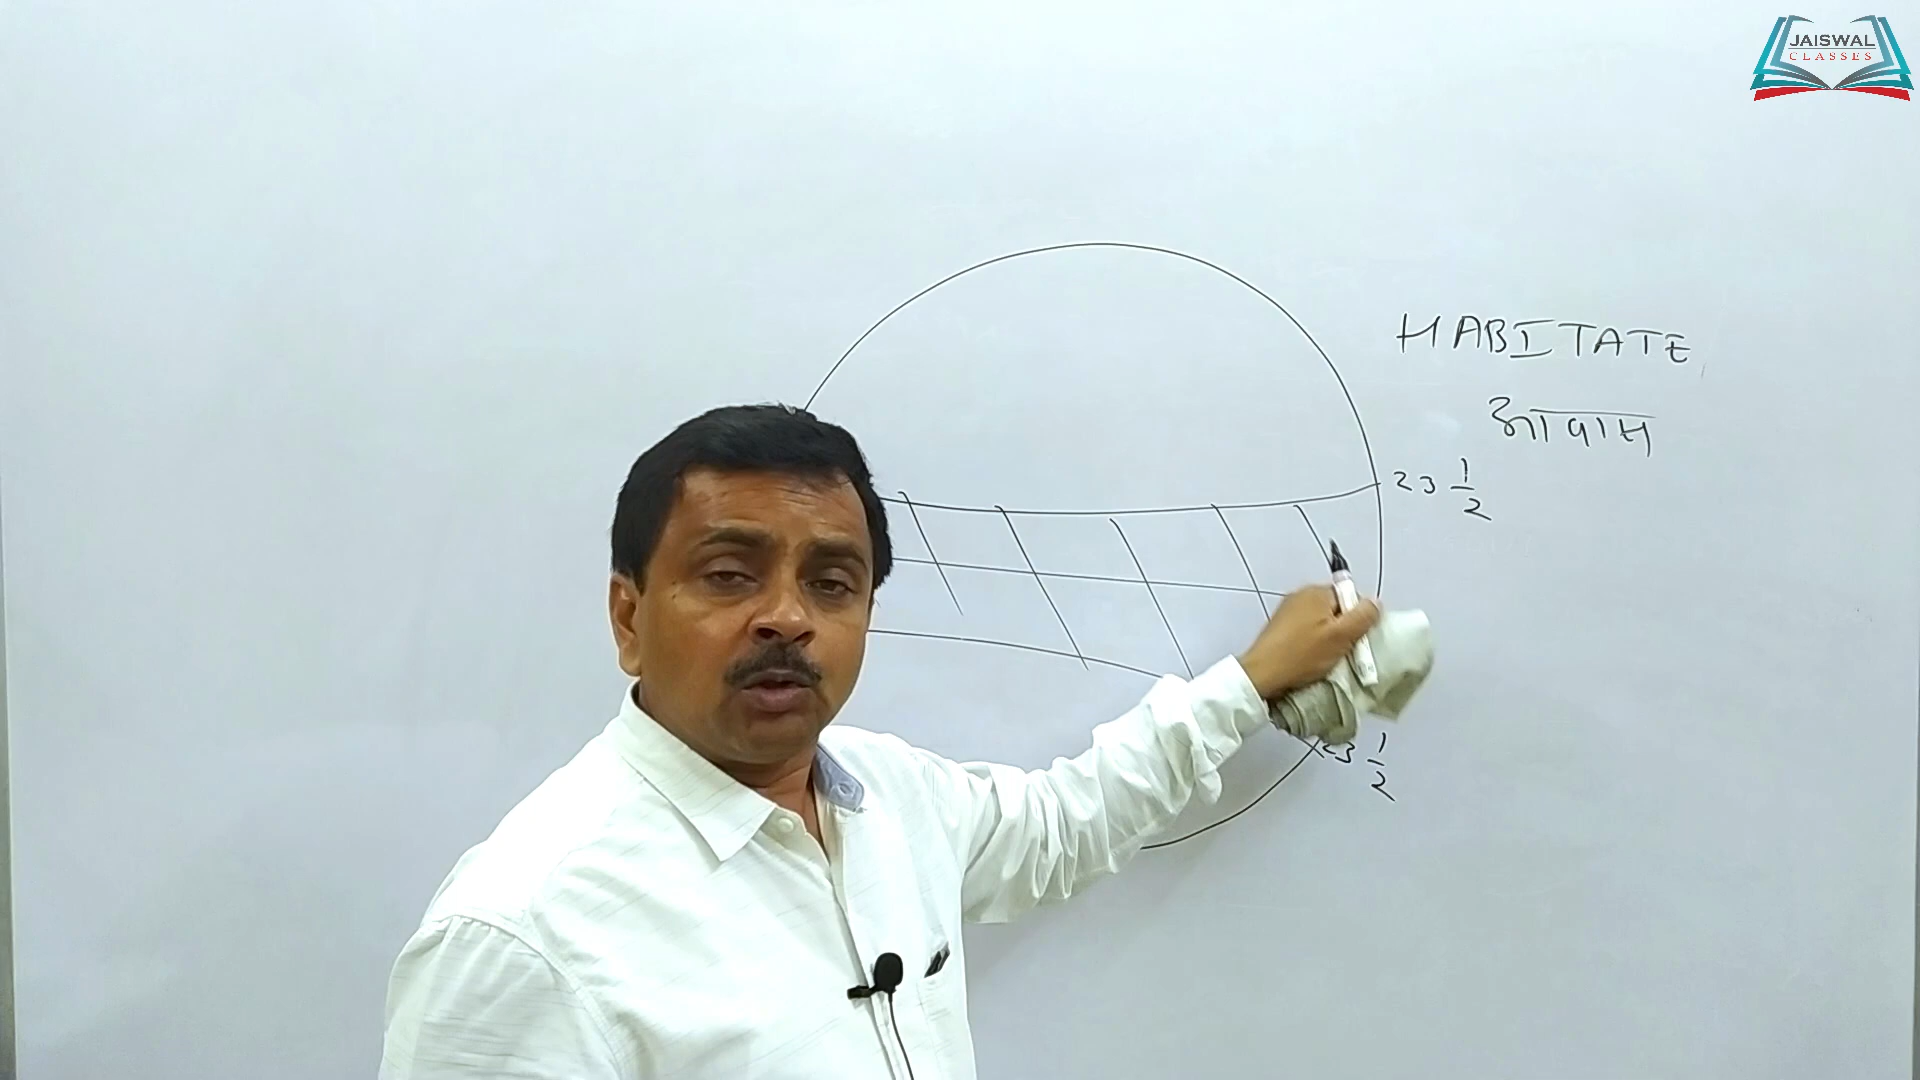 JAISWAL
CLASSES
HABITATE
आवास
23 1/2
23 1/2